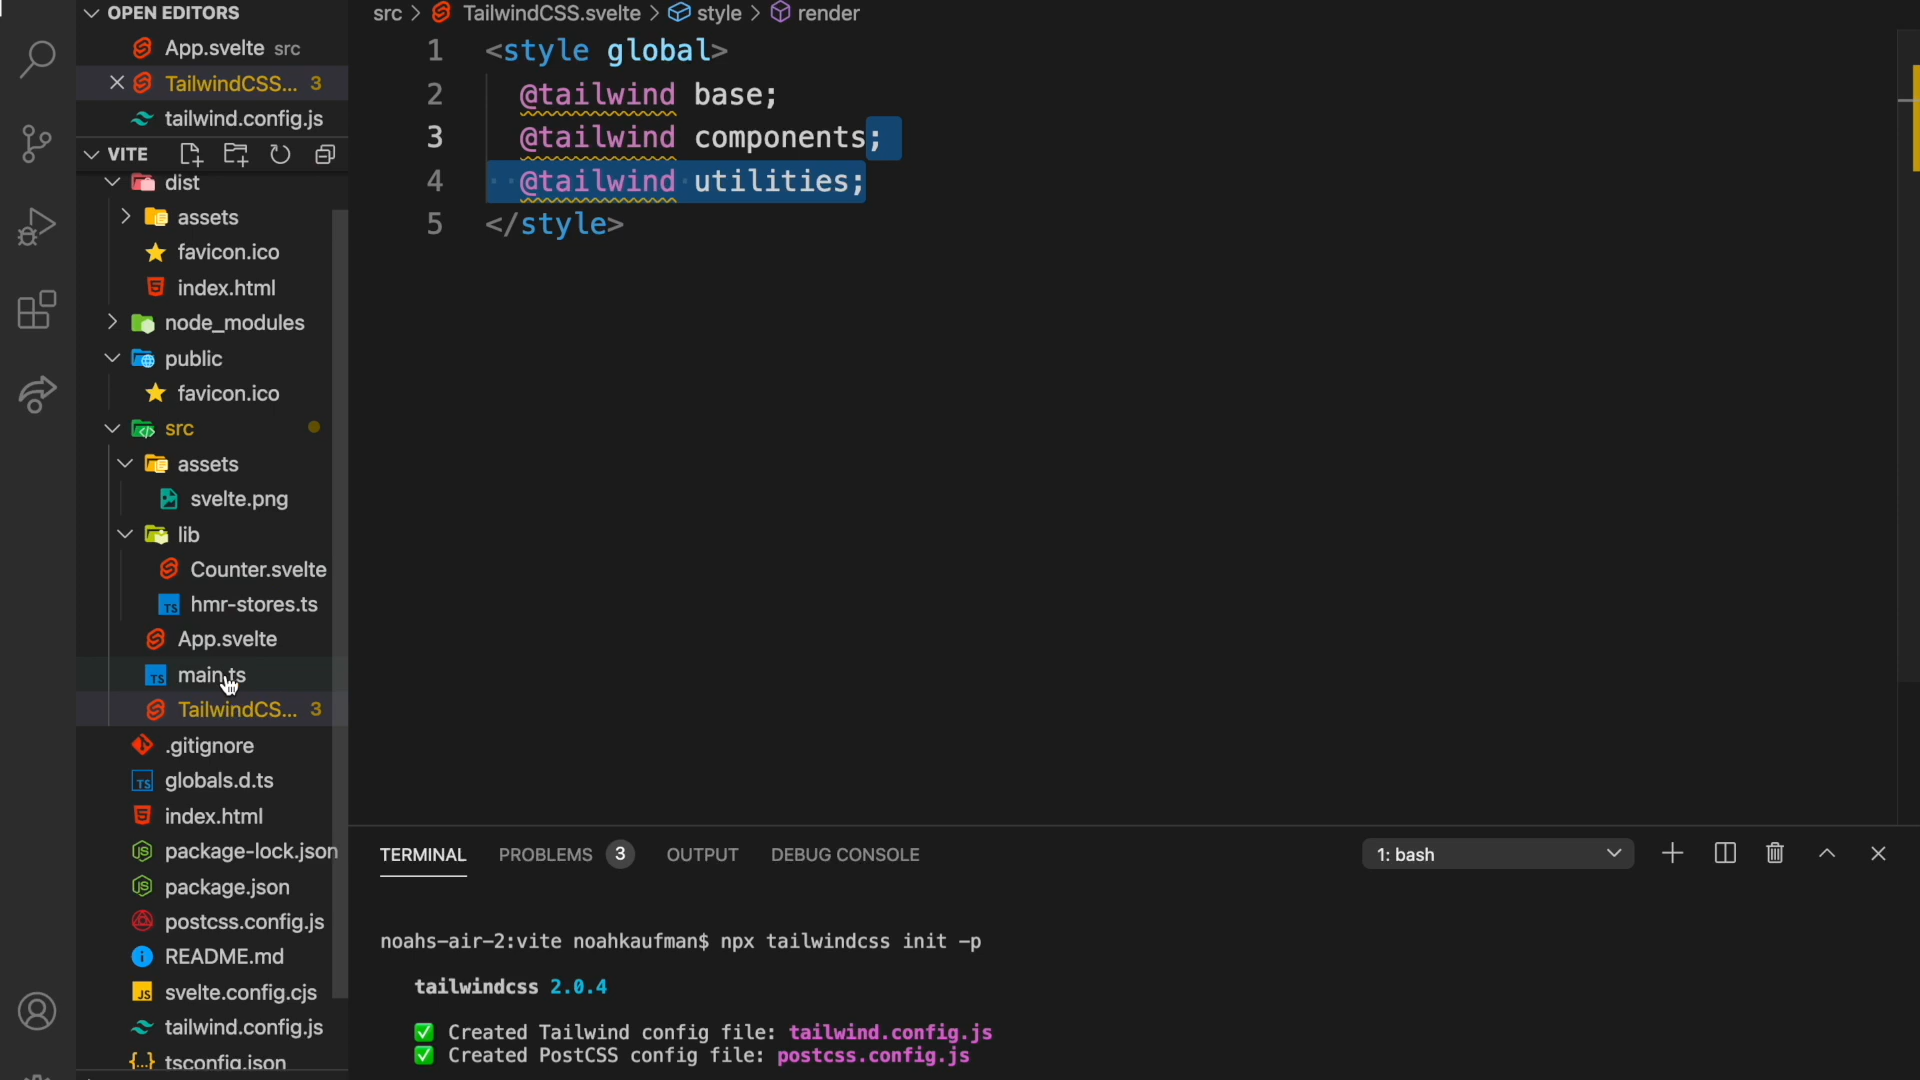 OPEN EDITORS
App.svelte src
TailwindCSS... 3
tailwind.config.js
VITE
dist
assets
favicon.ico
index.html
node_modules
public
favicon.ico
src
assets
svelte.png
lib
Counter.svelte
hmr-stores.ts
App.svelte
main.ts
TailwindCS... 3
.gitignore
globals.d.ts
index.html
package-lock.json
package.json
postcss.config.js
README.md
svelte.config.cjs
tailwind.config.js
tsconfig.json
src > TailwindCSS.svelte > style > render
1 <style global>
2 @tailwind base;
3 @tailwind components;
4 @tailwind utilities;
5 </style>
TERMINAL PROBLEMS 3 OUTPUT DEBUG CONSOLE 1: bash
noahs-air-2:vite noahkaufman$ npx tailwindcss init -p
tailwindcss 2.0.4
✅ Created Tailwind config file: tailwind.config.js
✅ Created PostCSS config file: postcss.config.js